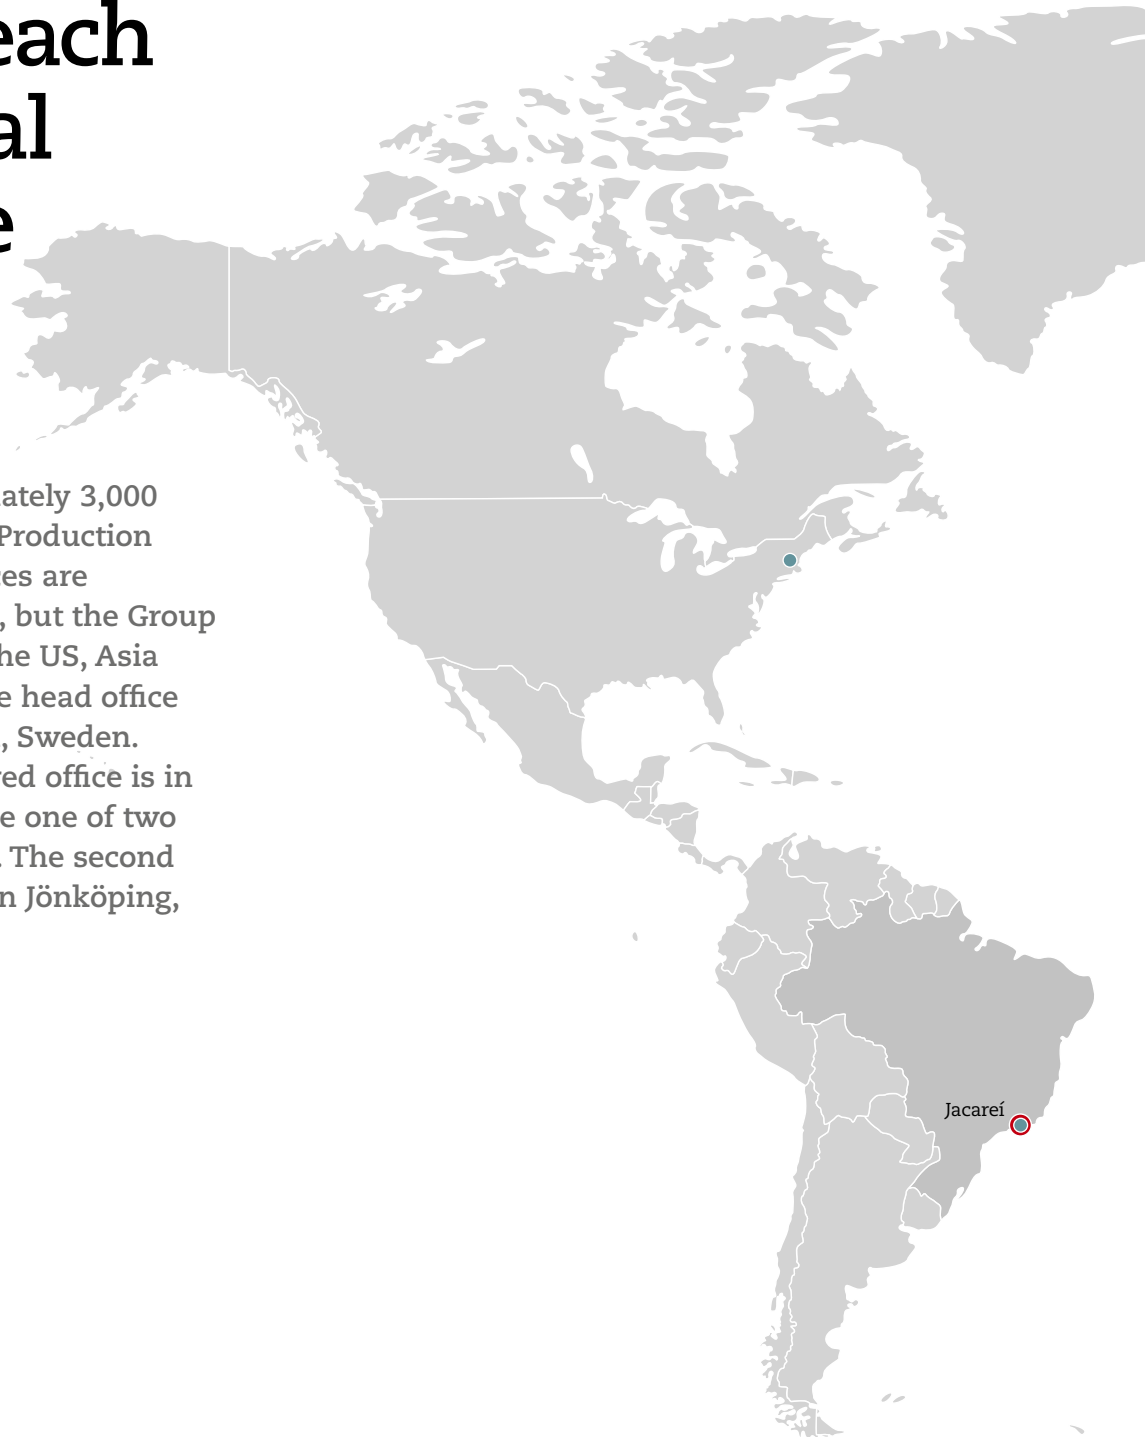 each
al
e
ately 3,000
Production
es are
, but the Group
he US, Asia
e head office
, Sweden.
ed office is in
e one of two
. The second
n Jönköping,
Jacareí